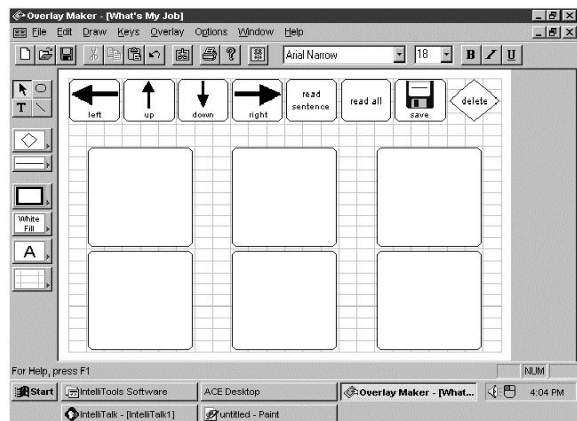 Overlay Maker - [What's My Job]
File Edit Draw Keys Overlay Options Window Help
Arial Narrow 18 B I U
left up down right read sentence read all save delete
T
White Fill
A
For Help, press F1 NUM
Start IntelliTools Software ACE Desktop Overlay Maker - [What... 4:04 PM
IntelliTalk - [IntelliTalk1] untitled - Paint